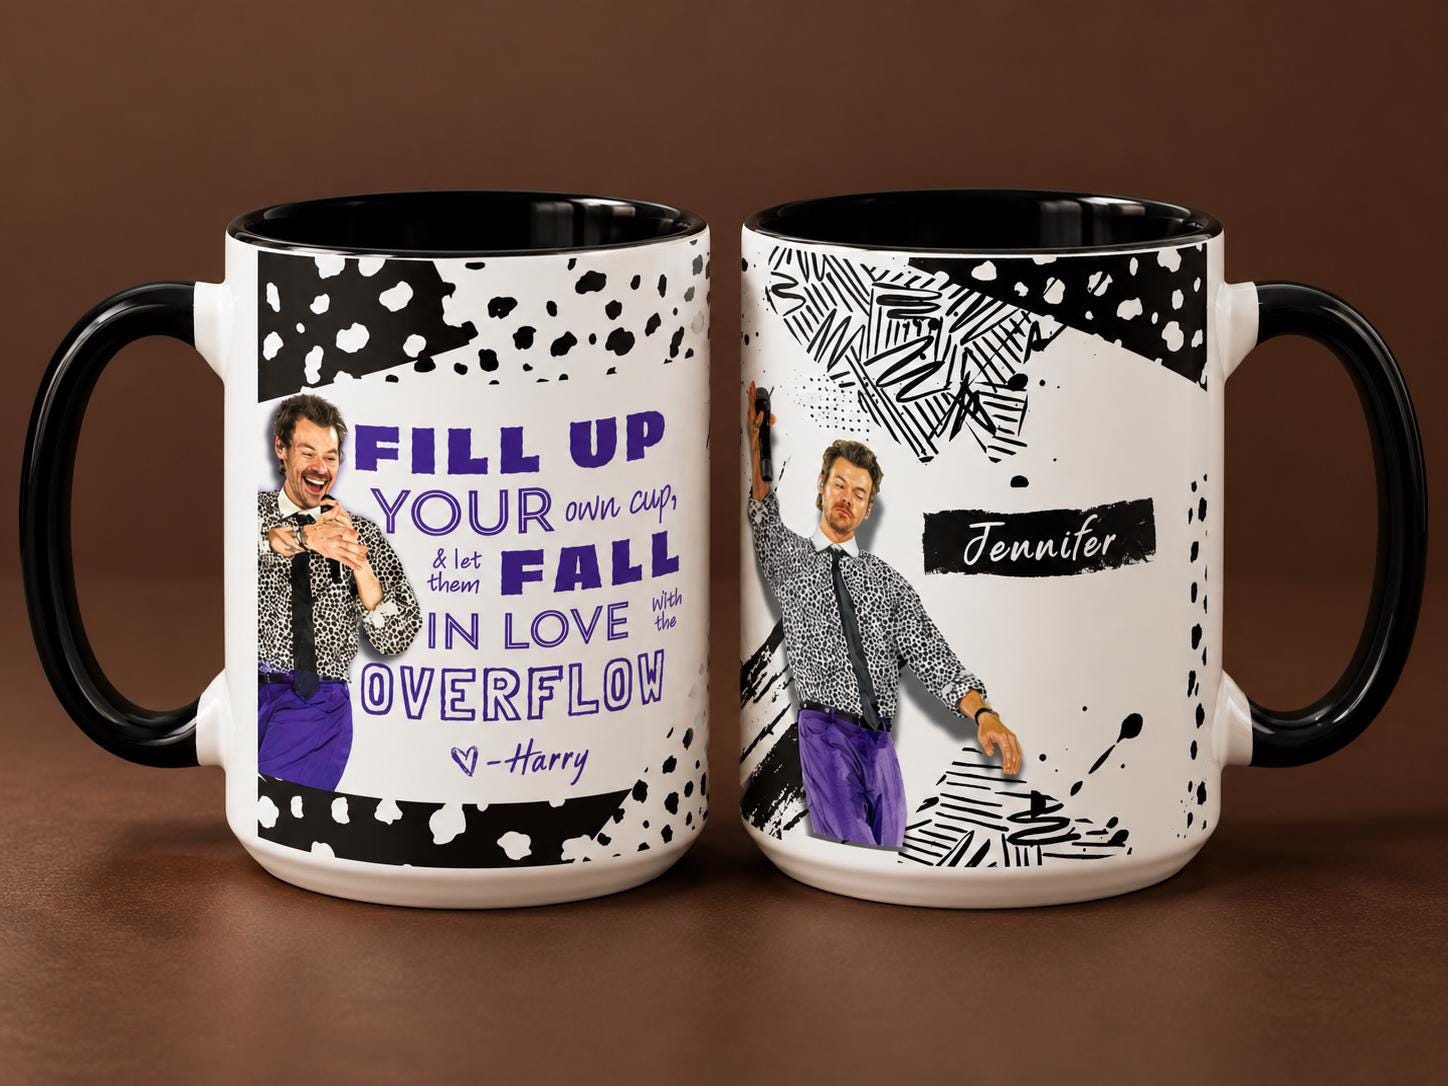 FILL UP
YOUR own cup,
& let them FALL
IN LOVE with the
OVERFLOW
-Harry
Jennifer